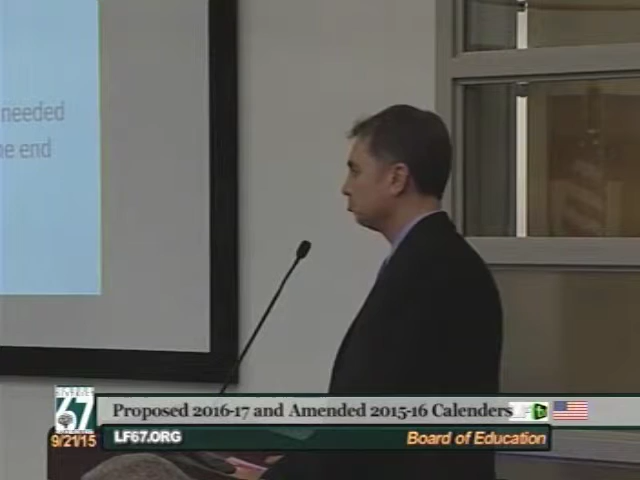 needed
he end
67
Proposed 2016-17 and Amended 2015-16 Calenders
9/21/15
LF67.ORG
Board of Education